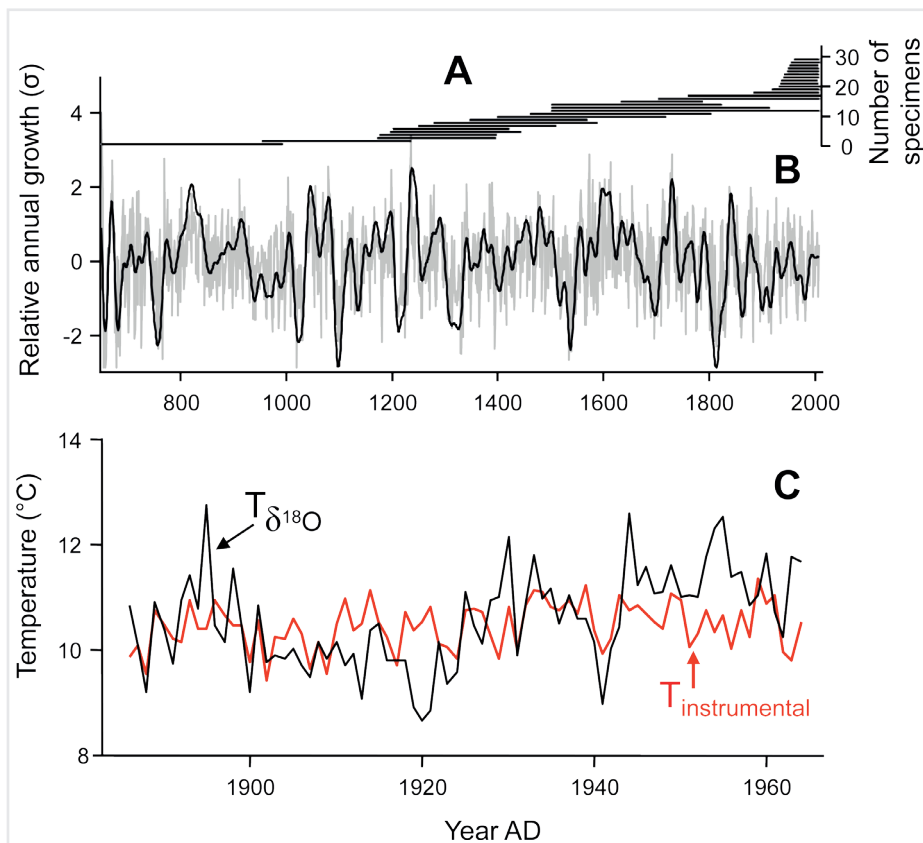 A
30
20
10
0
Number of
specimens
Relative annual growth (σ)
4
2
0
-2
B
800
1000
1200
1400
1600
1800
2000
14
12
10
8
Temperature (°C)
C
Tδ18O
Tinstrumental
1900
1920
1940
1960
Year AD